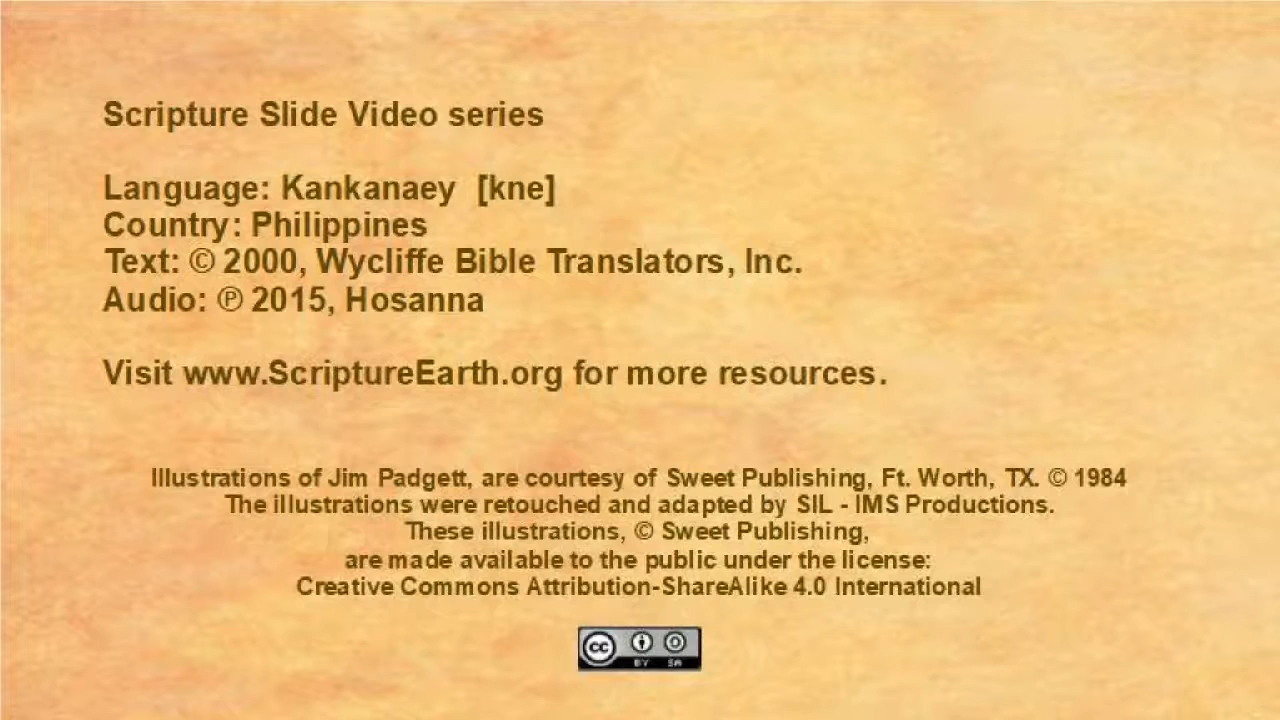 Scripture Slide Video series
Language: Kankanaey [kne]
Country: Philippines
Text: © 2000, Wycliffe Bible Translators, Inc.
Audio: ℗ 2015, Hosanna
Visit www.ScriptureEarth.org for more resources.
Illustrations of Jim Padgett, are courtesy of Sweet Publishing, Ft. Worth, TX. © 1984
The illustrations were retouched and adapted by SIL - IMS Productions.
These illustrations, © Sweet Publishing,
are made available to the public under the license:
Creative Commons Attribution-ShareAlike 4.0 International
cc BY SA